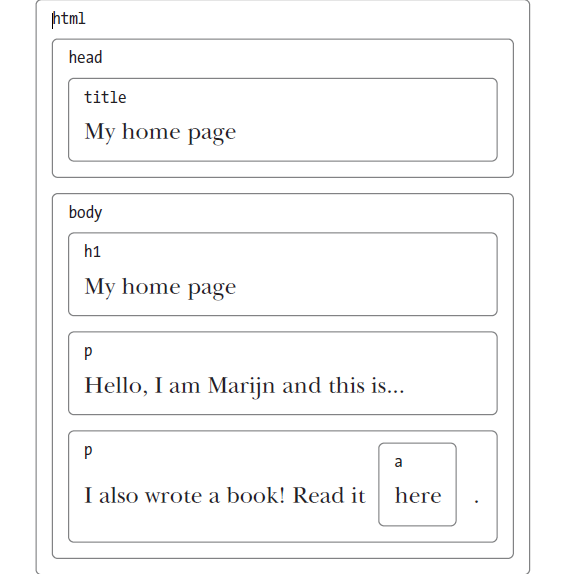 html
head
title
My home page
body
h1
My home page
p
Hello, I am Marijn and this is...
p
a
I also wrote a book! Read it here .